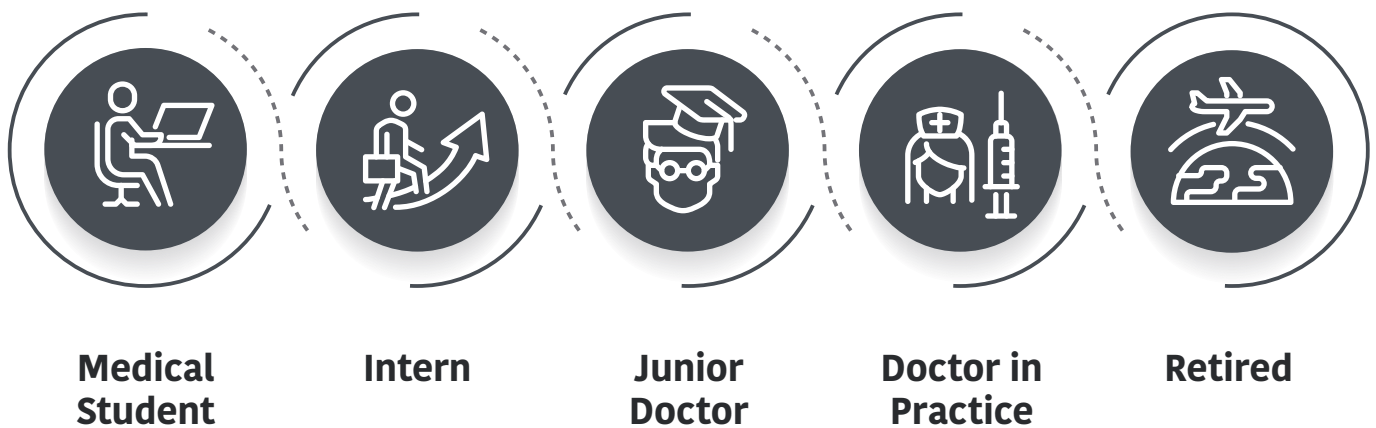 Medical
Student
Intern
Junior
Doctor
Doctor in
Practice
Retired